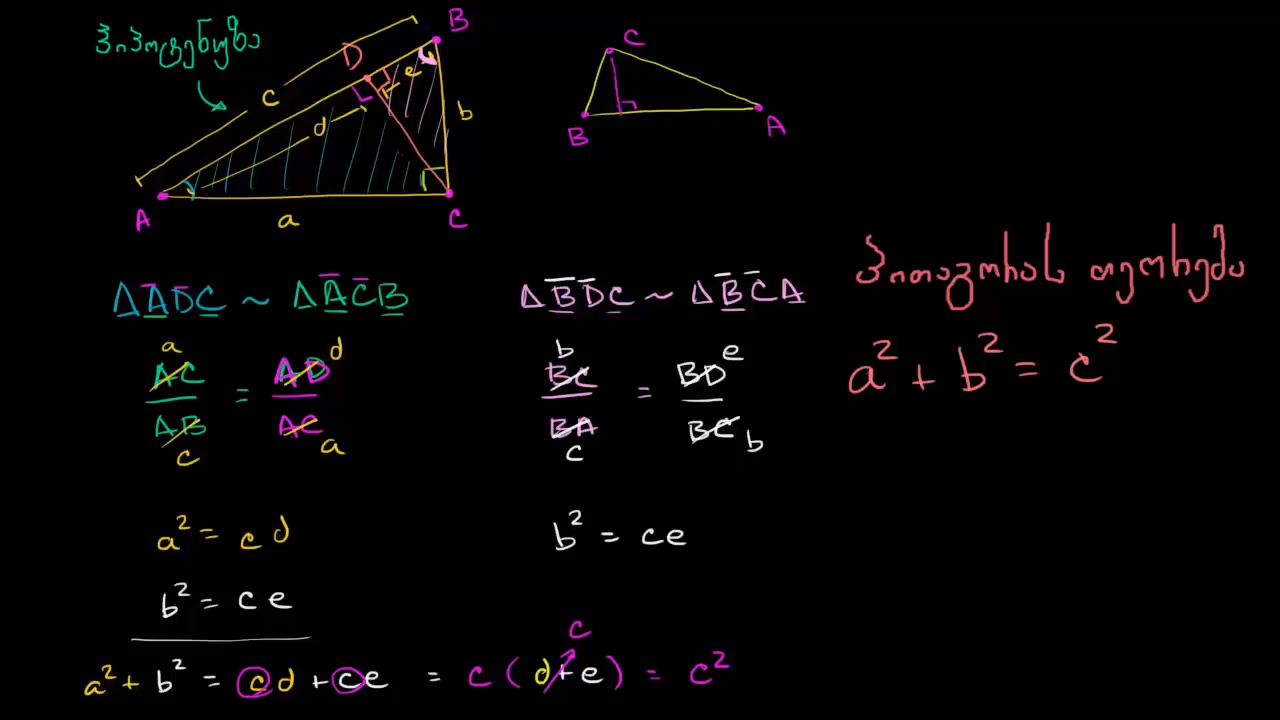 ჰიპოტენუზა
B
D
e
c
L
d
b
A
a
C
C
B
A
ΔADC ~ ΔACB
ΔBDC ~ ΔBCA
a d
AC/AB = AD/AC
c a
b e
BC/BA = BD/BC
c b
პითაგორას თეორემა
a² + b² = c²
a² = cd
b² = ce
b² = ce
c
a² + b² = cd + ce = c(d+e) = c²